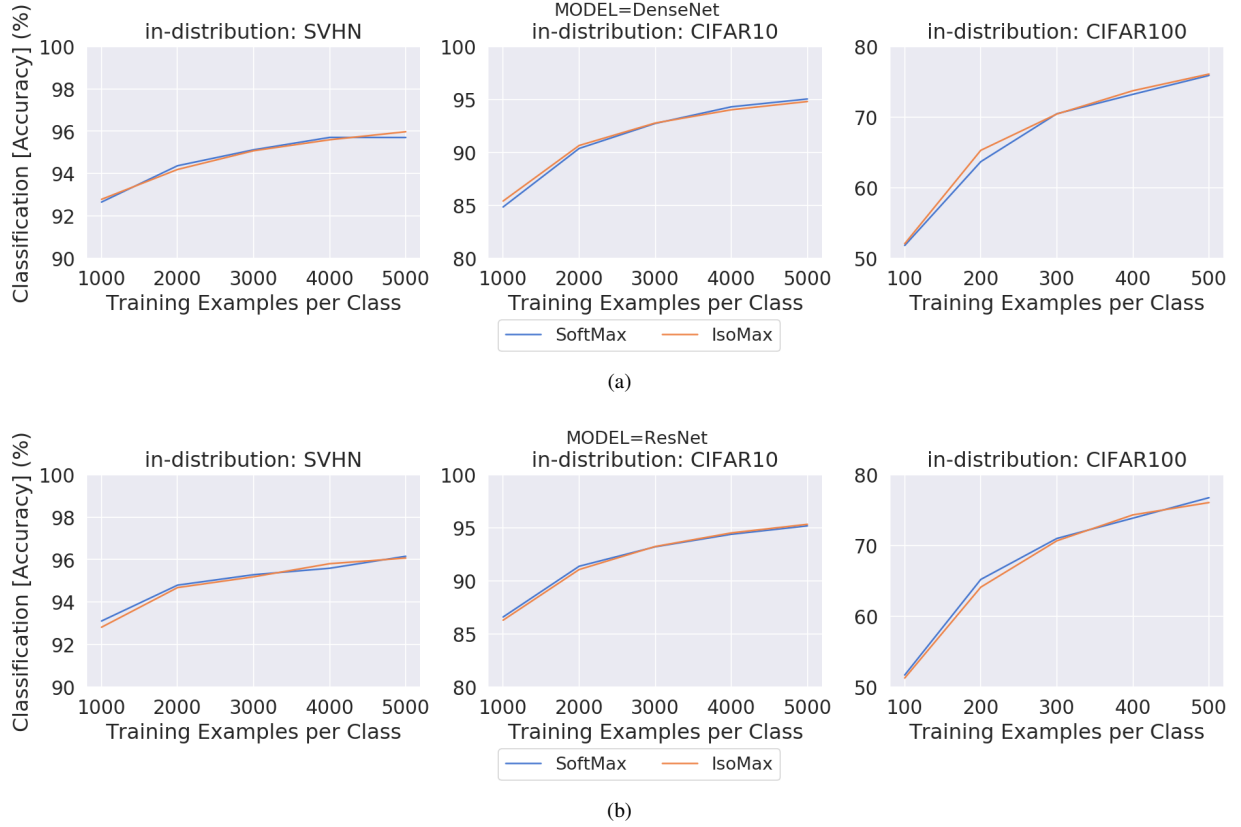 MODEL=DenseNet
in-distribution: SVHN
in-distribution: CIFAR10
in-distribution: CIFAR100
Classification [Accuracy] (%)
100
98
96
94
92
90
1000 2000 3000 4000 5000
Training Examples per Class
100
95
90
85
80
1000 2000 3000 4000 5000
Training Examples per Class
80
70
60
50
100 200 300 400 500
Training Examples per Class
SoftMax IsoMax
(a)
MODEL=ResNet
in-distribution: SVHN
in-distribution: CIFAR10
in-distribution: CIFAR100
Classification [Accuracy] (%)
100
98
96
94
92
90
1000 2000 3000 4000 5000
Training Examples per Class
100
95
90
85
80
1000 2000 3000 4000 5000
Training Examples per Class
80
70
60
50
100 200 300 400 500
Training Examples per Class
SoftMax IsoMax
(b)